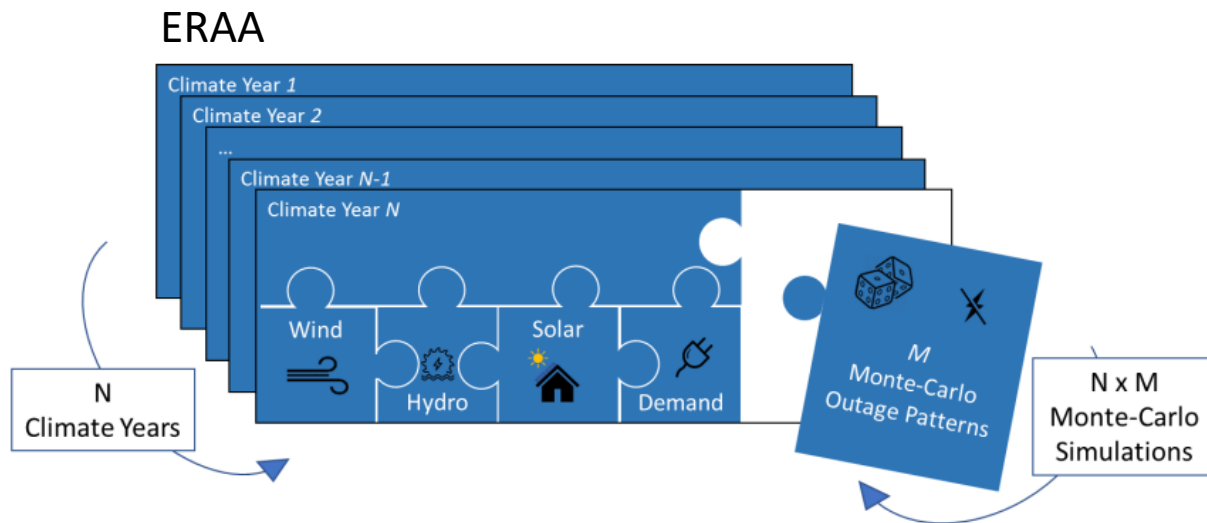 ERAA
Climate Year 1
Climate Year 2
...
Climate Year N-1
Climate Year N
Wind
Hydro
Solar
Demand
M
Monte-Carlo
Outage Patterns
N
Climate Years
N x M
Monte-Carlo
Simulations